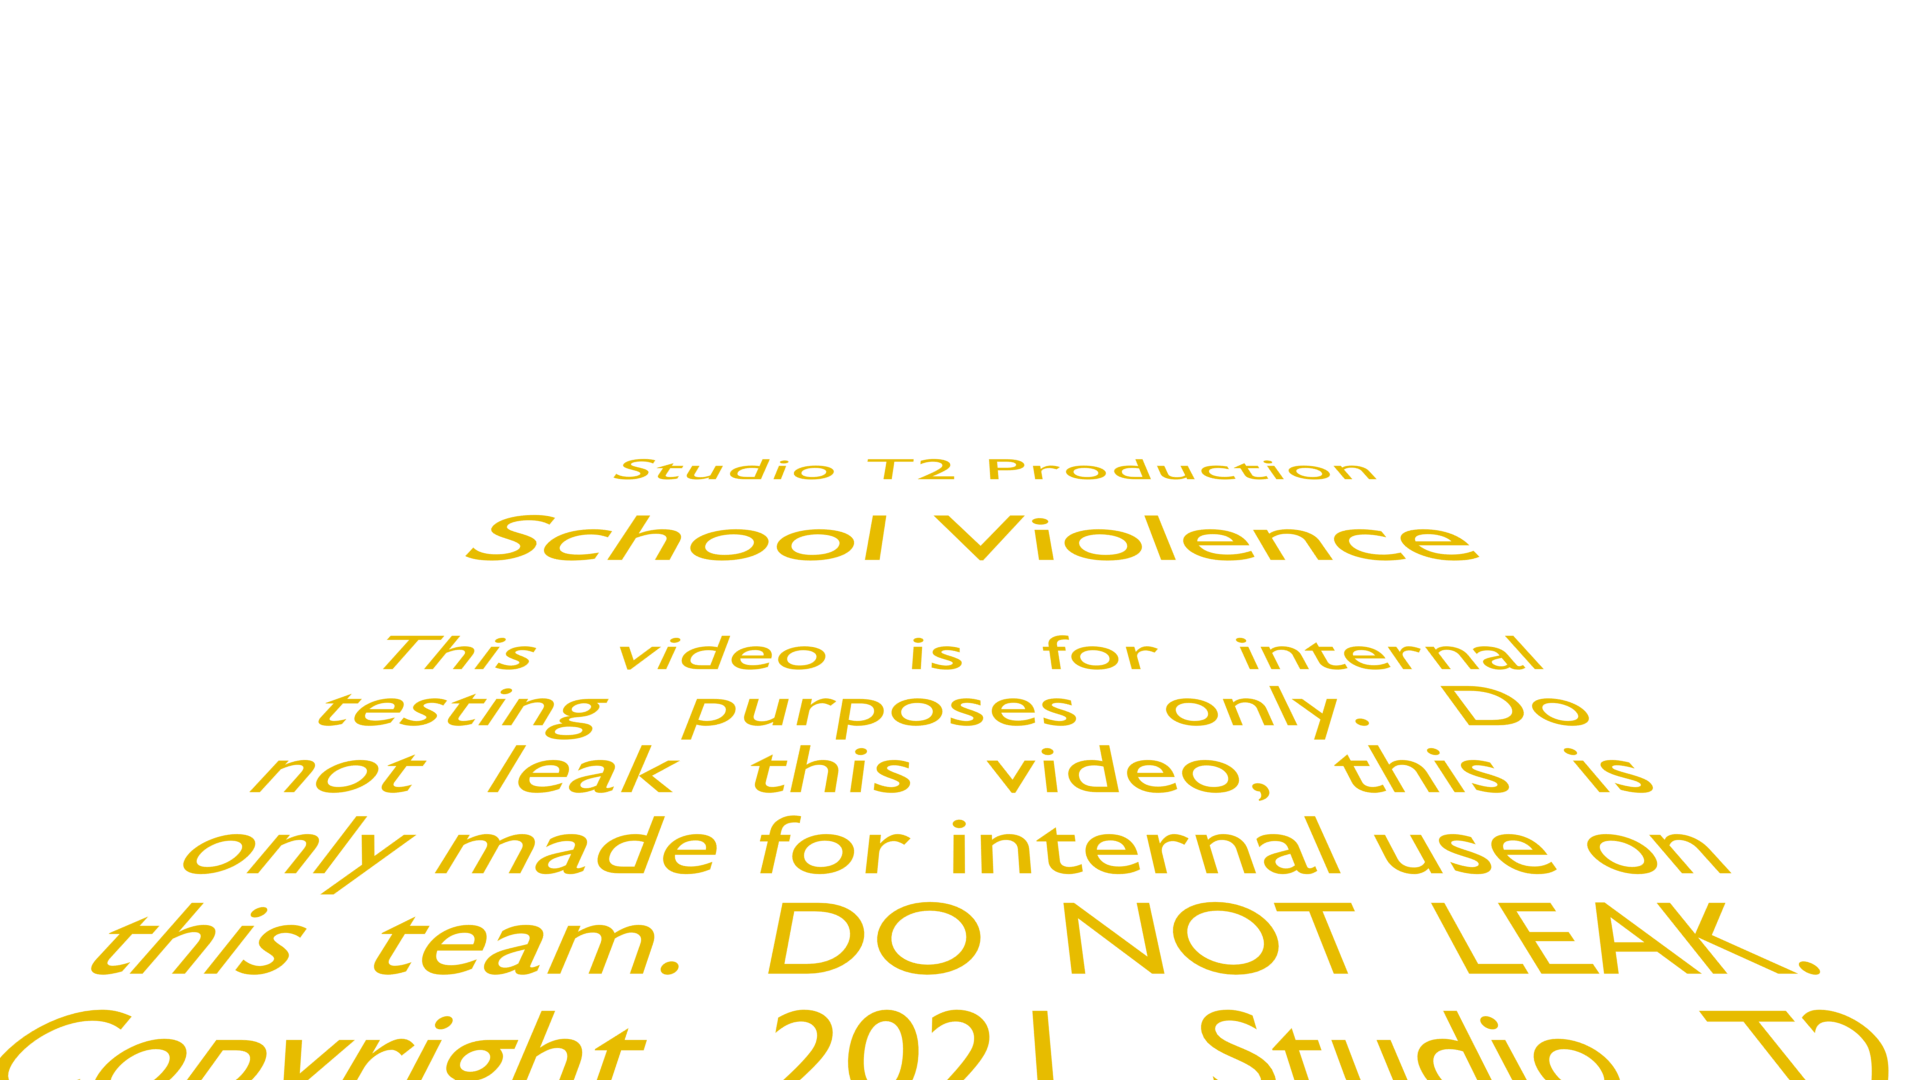 Studio T2 Production
School Violence
This video is for internal
testing purposes only. Do
not leak this video, this is
only made for internal use on
this team. DO NOT LEAK.
Copyright 2021 Studio T2